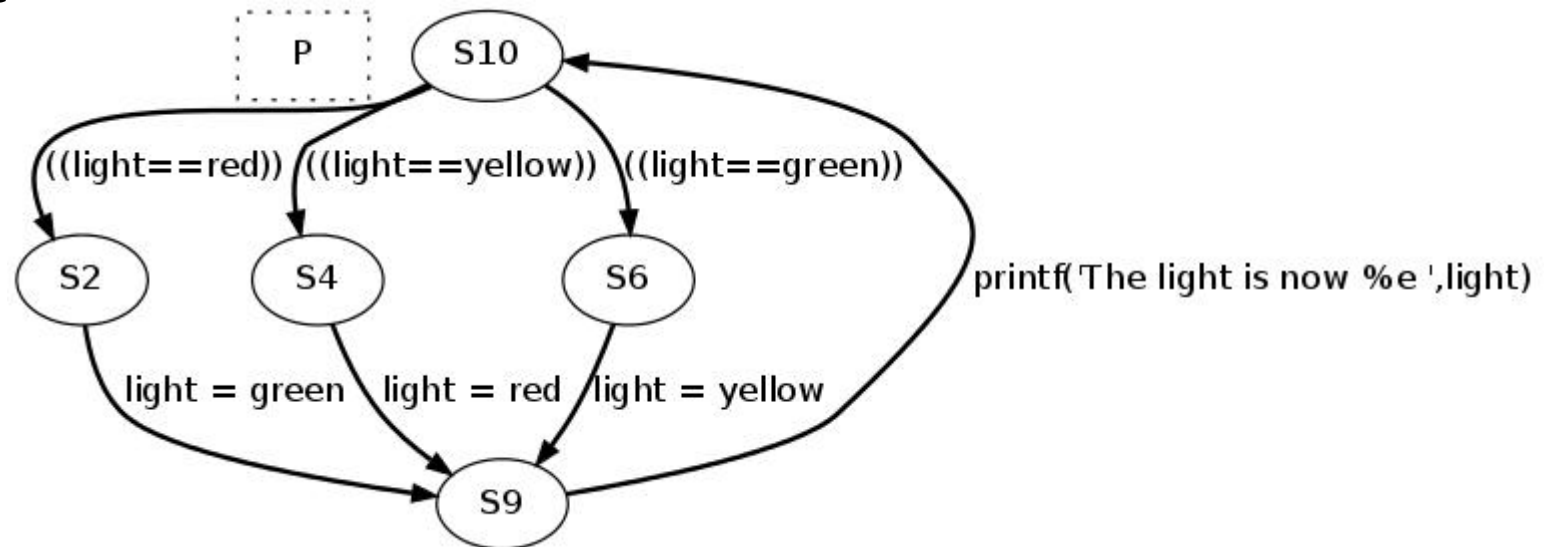 P
S10
((light==red))
((light==yellow))
((light==green))
S2
S4
S6
printf('The light is now %e ',light)
light = green
light = red
light = yellow
S9